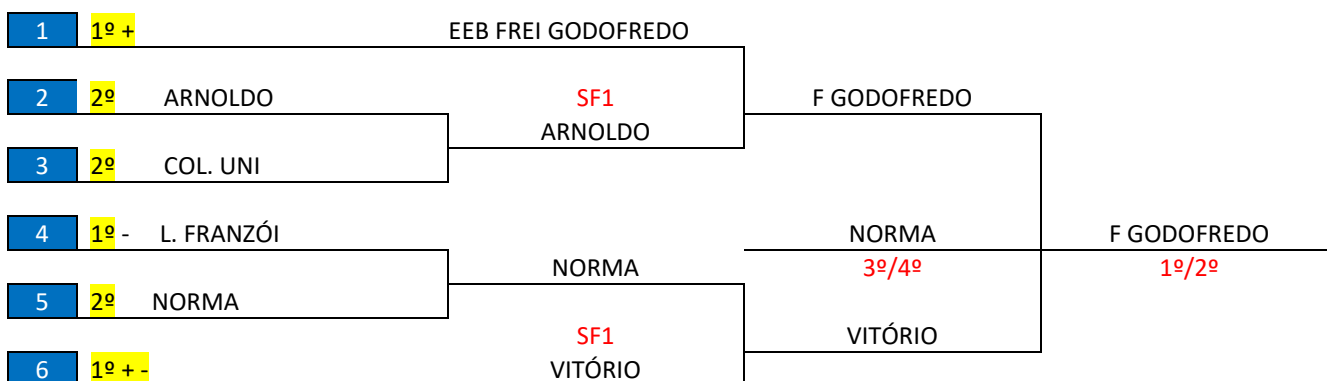 1 1º + EEB FREI GODOFREDO
2 2º ARNOLDO SF1 F GODOFREDO
ARNOLDO
3 2º COL. UNI
4 1º - L. FRANZÓI NORMA F GODOFREDO
NORMA 3º/4º 1º/2º
5 2º NORMA
SF1 VITÓRIO
6 1º + - VITÓRIO